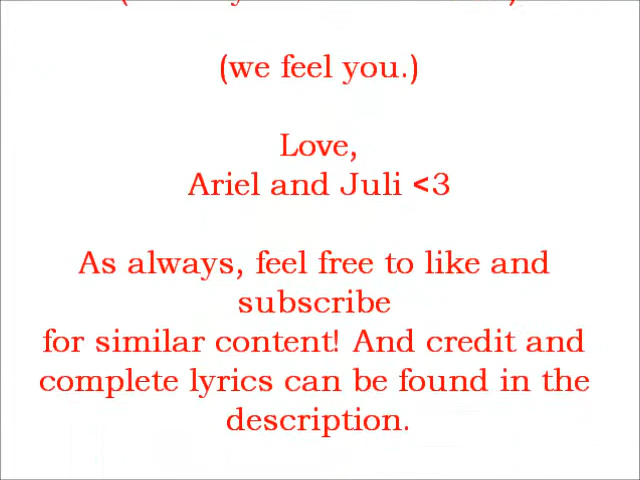 (we feel you.)
Love,
Ariel and Juli <3
As always, feel free to like and
subscribe
for similar content! And credit and
complete lyrics can be found in the
description.